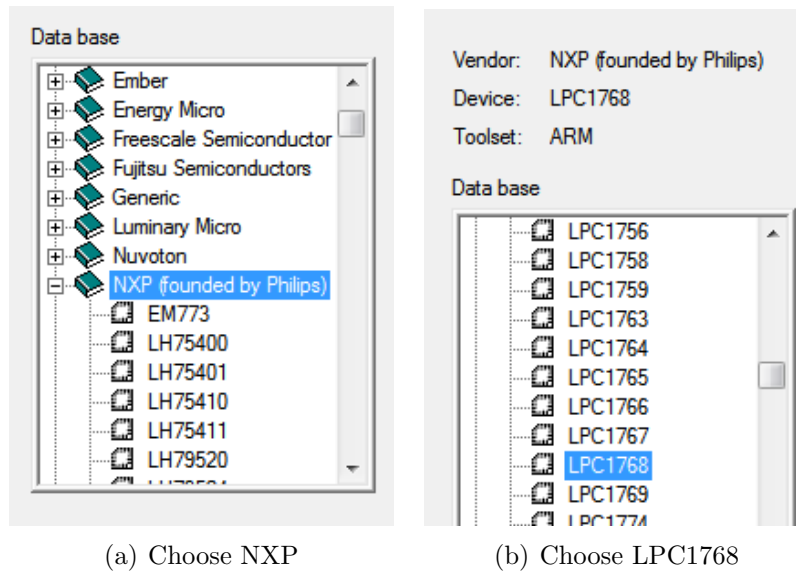 Data base
Ember
Energy Micro
Freescale Semiconductor
Fujitsu Semiconductors
Generic
Luminary Micro
Nuvoton
NXP (founded by Philips)
EM773
LH75400
LH75401
LH75410
LH75411
LH79520
(a) Choose NXP
Vendor: NXP (founded by Philips)
Device: LPC1768
Toolset: ARM
Data base
LPC1756
LPC1758
LPC1759
LPC1763
LPC1764
LPC1765
LPC1766
LPC1767
LPC1768
LPC1769
LPC1774
(b) Choose LPC1768